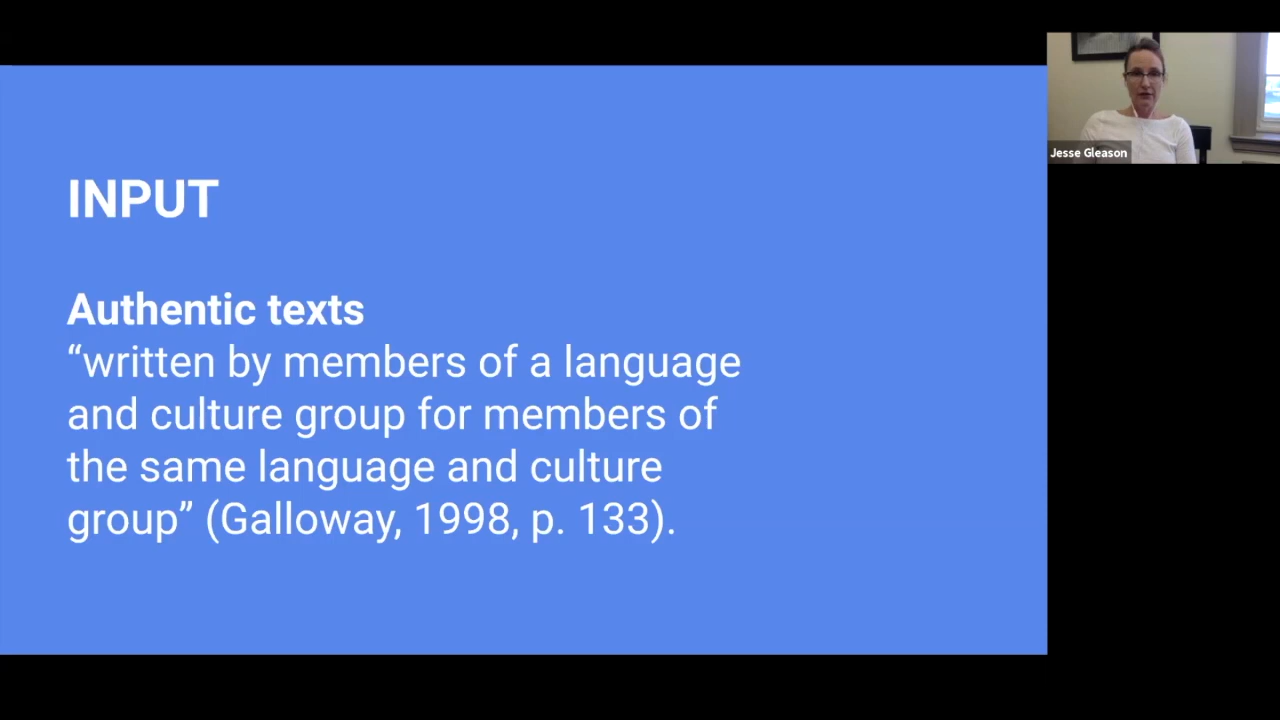 INPUT
Authentic texts
“written by members of a language
and culture group for members of
the same language and culture
group” (Galloway, 1998, p. 133).
Jesse Gleason